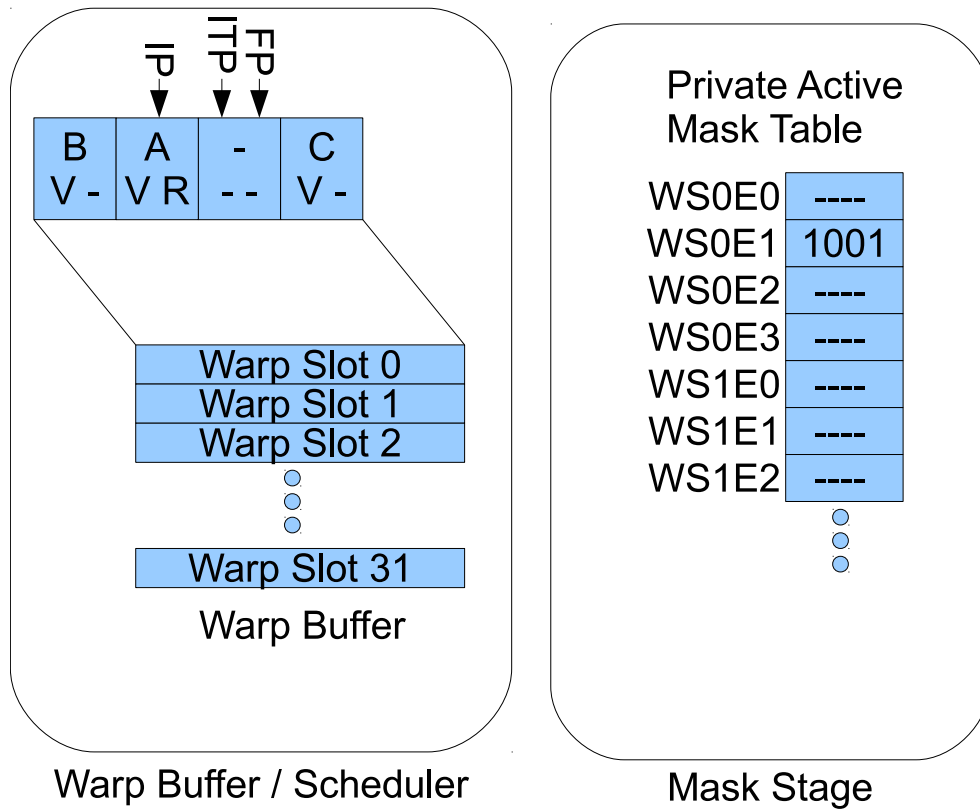 IP
ITP
FP
B
V -
A
V R
-
- -
C
V -
Warp Slot 0
Warp Slot 1
Warp Slot 2
Warp Slot 31
Warp Buffer
Warp Buffer / Scheduler
Private Active
Mask Table
WS0E0 ----
WS0E1 1001
WS0E2 ----
WS0E3 ----
WS1E0 ----
WS1E1 ----
WS1E2 ----
Mask Stage